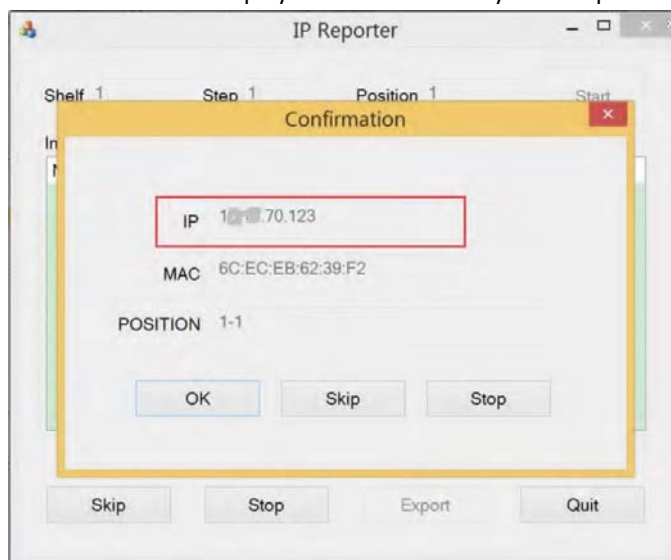 IP Reporter
Shelf 1 Step 1 Position 1 Start
Confirmation
In
IP .70.123
MAC 6C:EC:EB:62:39:F2
POSITION 1-1
OK Skip Stop
Skip Stop Export Quit